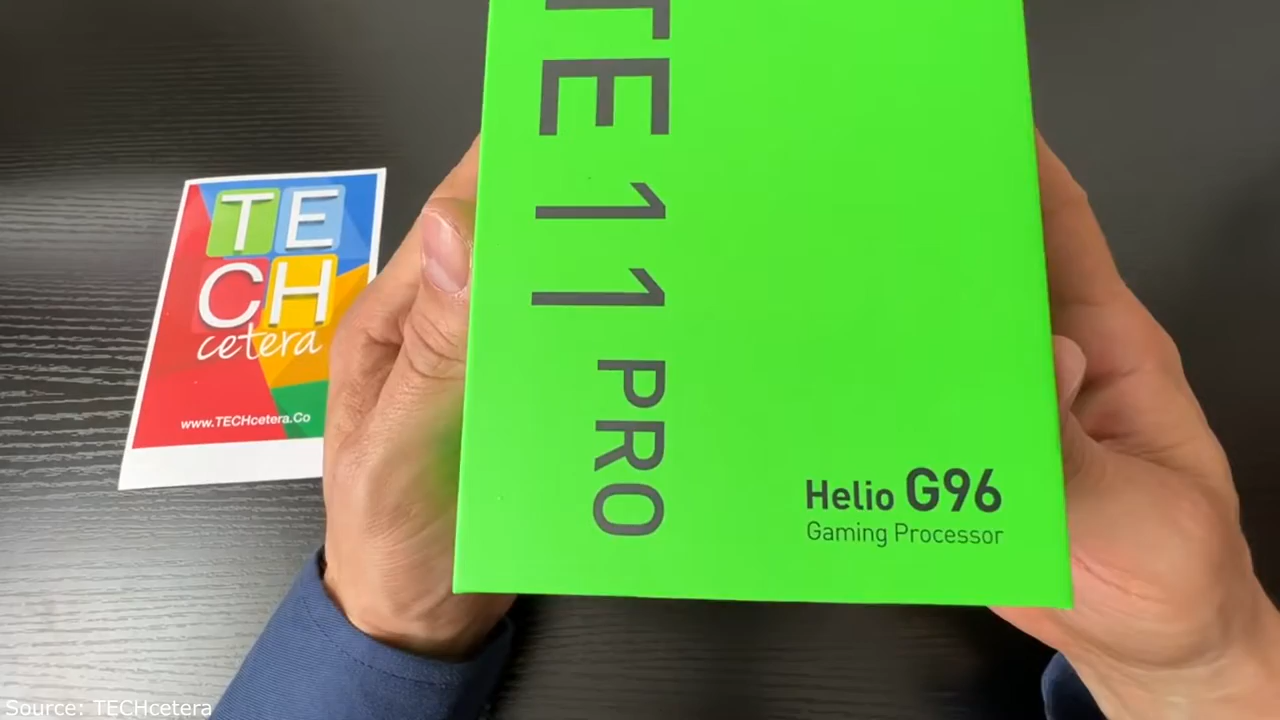 TE 11 PRO
Helio G96
Gaming Processor
TE
CH
cetera
www.TECHcetera.Co
Source: TECHcetera